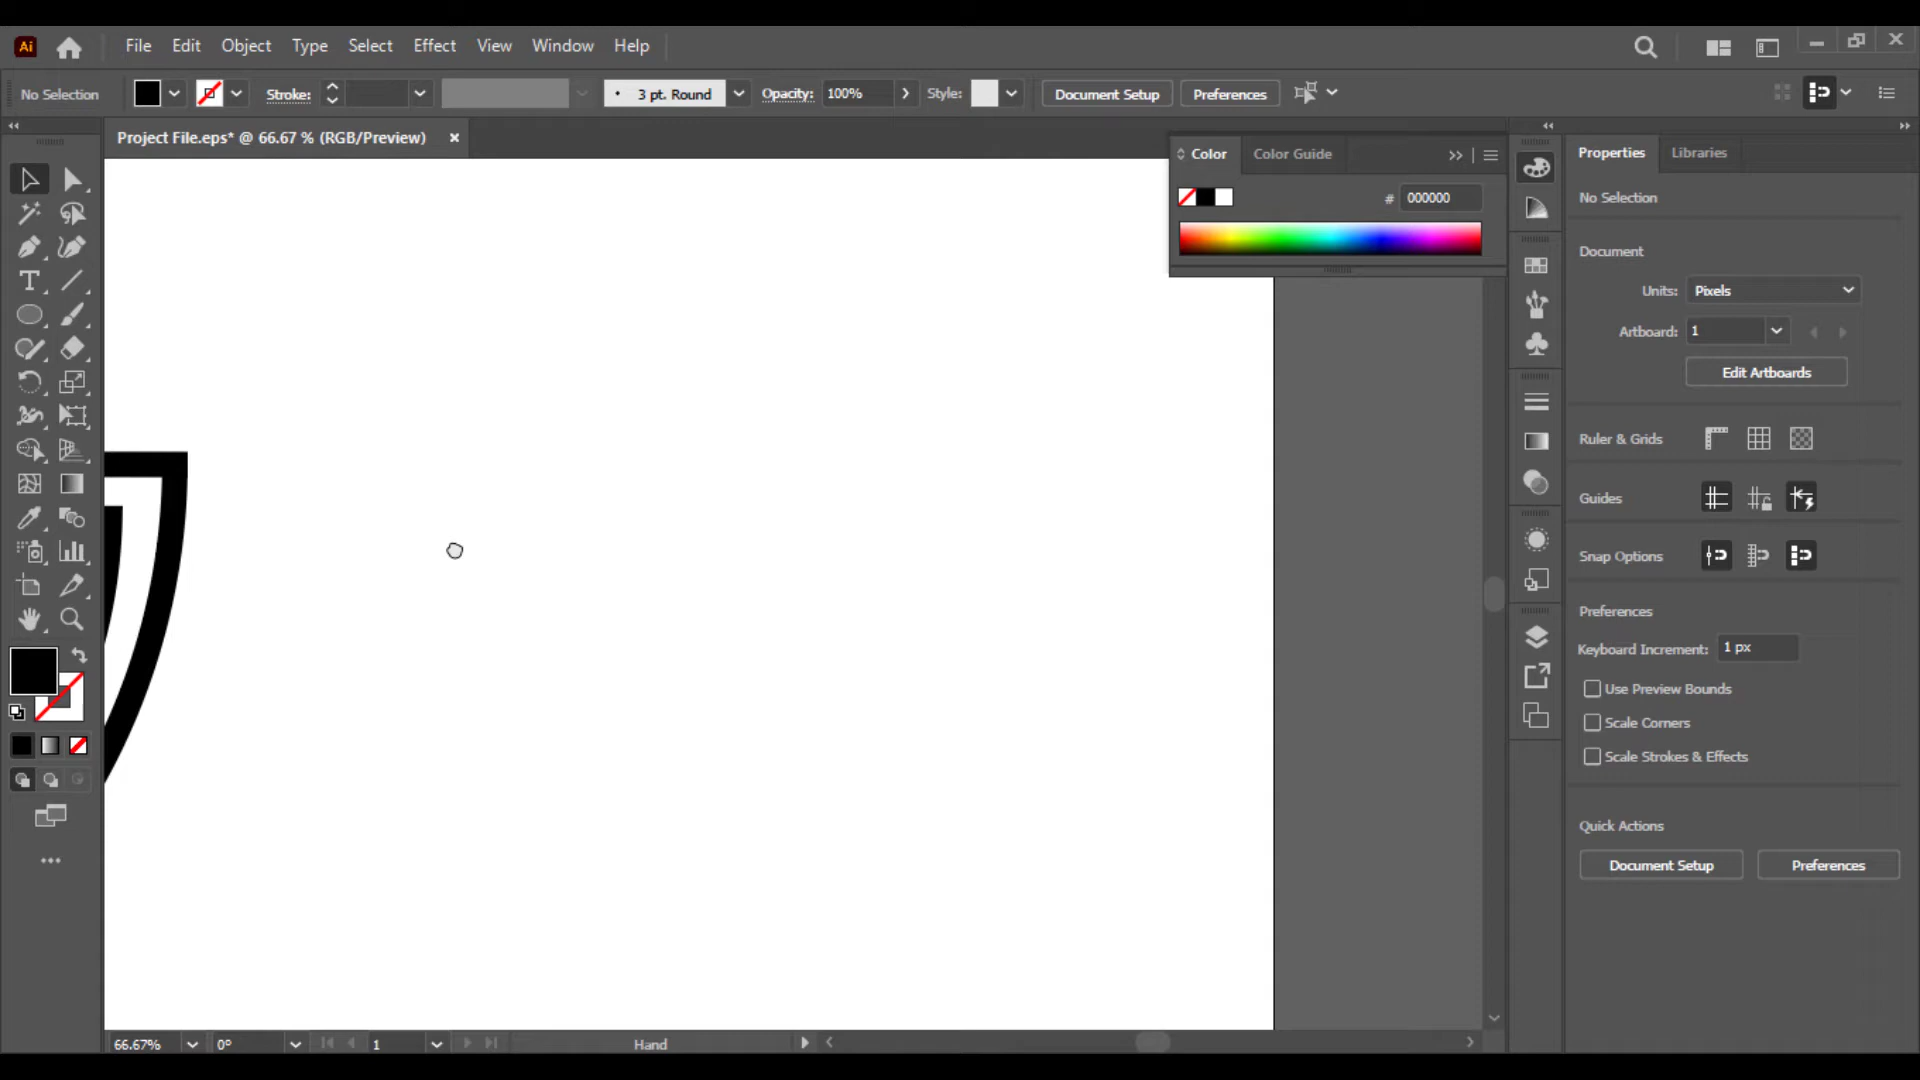 Ai File Edit Object Type Select Effect View Window Help
No Selection Stroke: 3 pt. Round Opacity: 100% Style: Document Setup Preferences
Project File.eps* @ 66.67 % (RGB/Preview)
Color Color Guide
# 000000
Properties Libraries
No Selection
Document
Units: Pixels
Artboard: 1
Edit Artboards
Ruler & Grids
Guides
Snap Options
Preferences
Keyboard Increment: 1 px
Use Preview Bounds
Scale Corners
Scale Strokes & Effects
Quick Actions
Document Setup Preferences
66.67% 0° 1 Hand